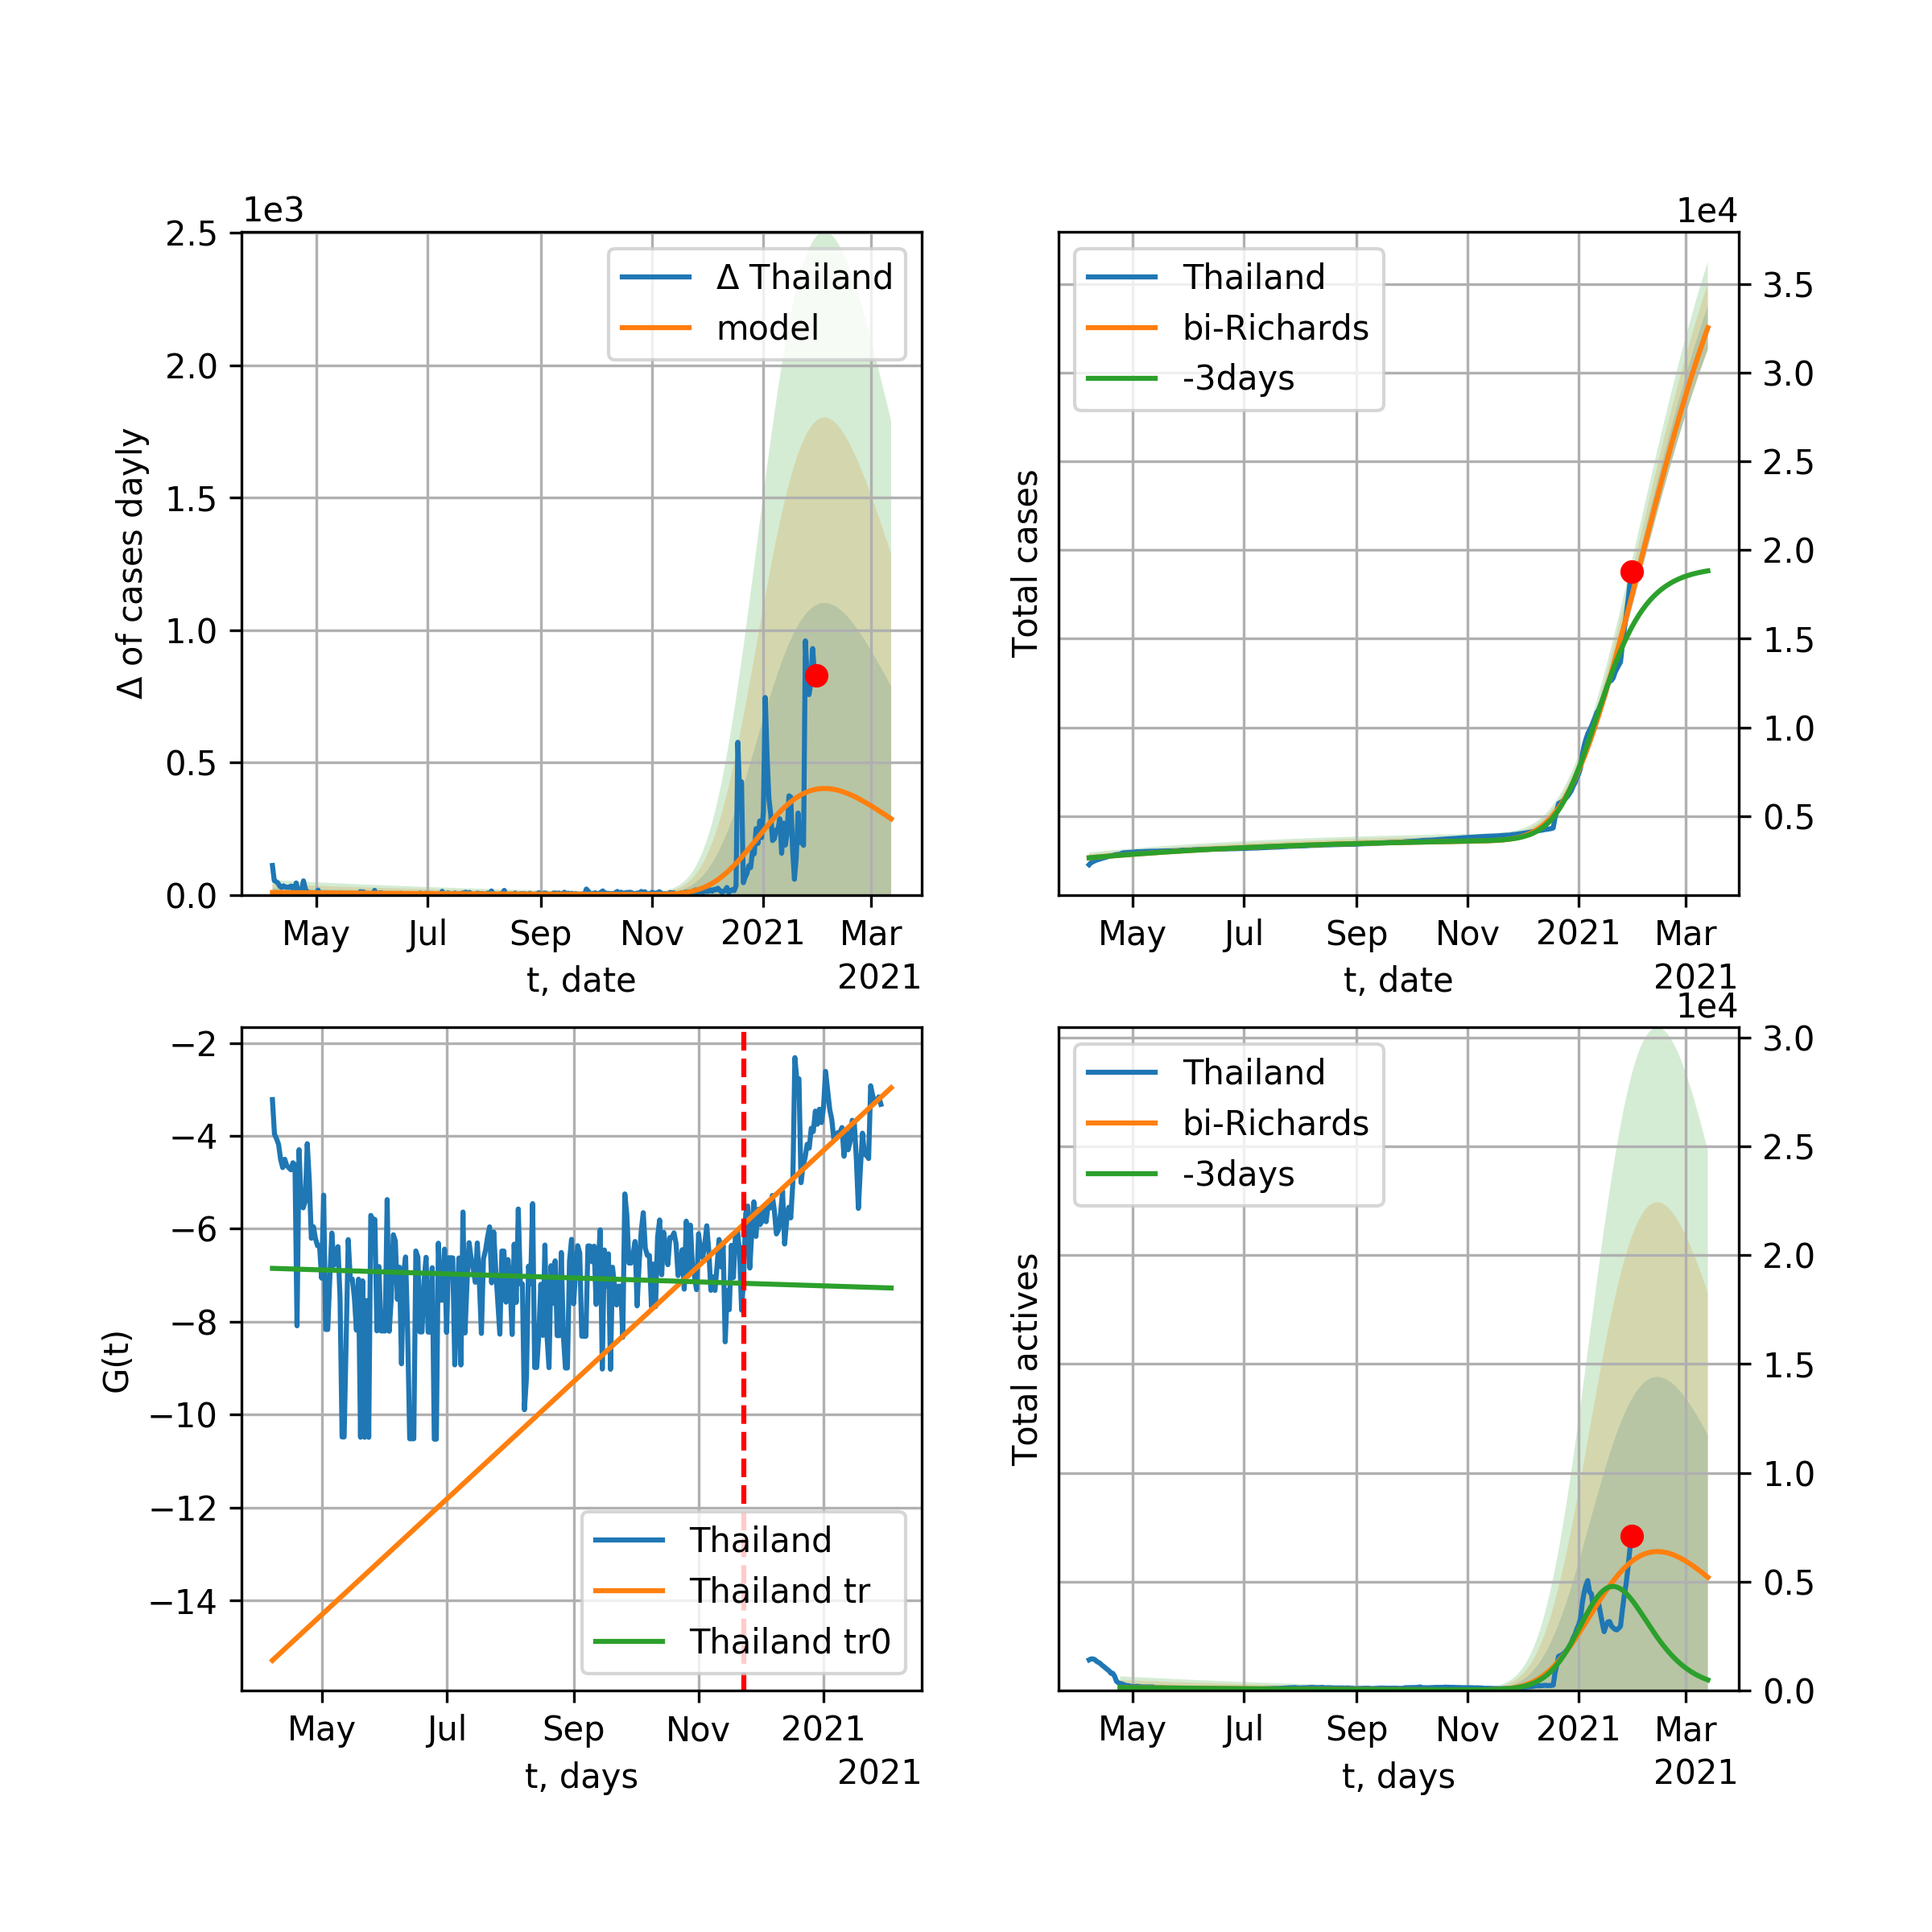 1e3
2.5
2.0
1.5
1.0
0.5
0.0
Δ of cases dayly
Δ Thailand
model
May Jul Sep Nov 2021 Mar
t, date
2021
1e4
3.5
3.0
2.5
2.0
1.5
1.0
0.5
Total cases
Thailand
bi-Richards
-3days
May Jul Sep Nov 2021 Mar
t, date
2021
−2
−4
−6
−8
−10
−12
−14
G(t)
Thailand
Thailand tr
Thailand tr0
May Jul Sep Nov 2021
t, days
2021
1e4
3.0
2.5
2.0
1.5
1.0
0.5
0.0
Total actives
Thailand
bi-Richards
-3days
May Jul Sep Nov 2021 Mar
t, days
2021